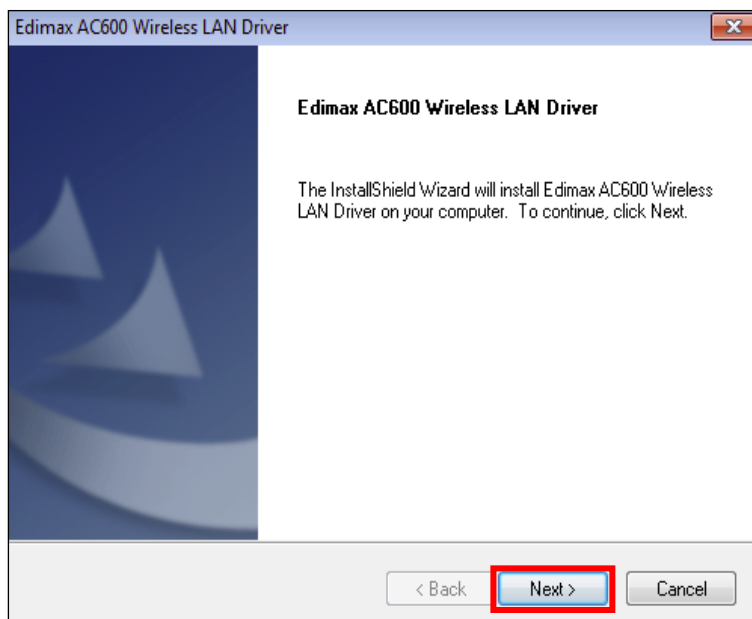 Edimax AC600 Wireless LAN Driver
Edimax AC600 Wireless LAN Driver
The InstallShield Wizard will install Edimax AC600 Wireless
LAN Driver on your computer.  To continue, click Next.
< Back Next > Cancel